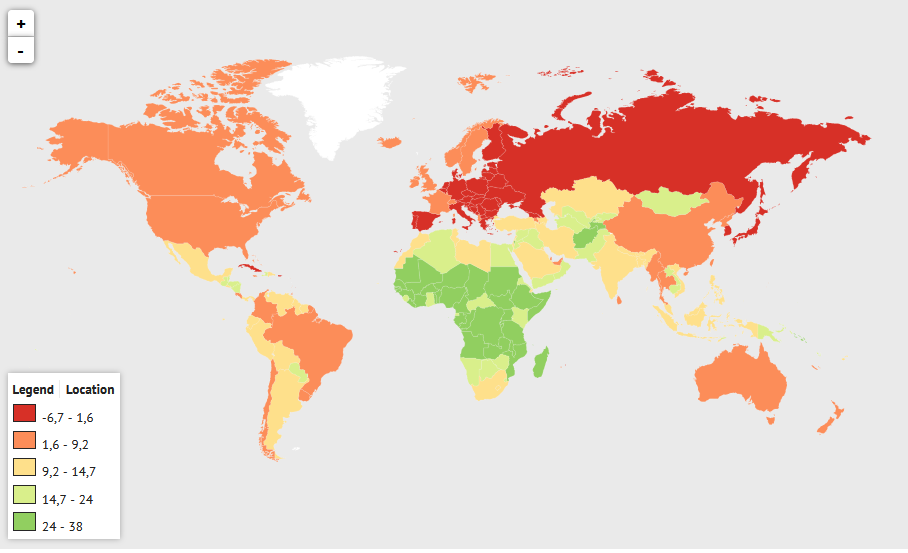 +
-
Legend Location
-6,7 - 1,6
1,6 - 9,2
9,2 - 14,7
14,7 - 24
24 - 38